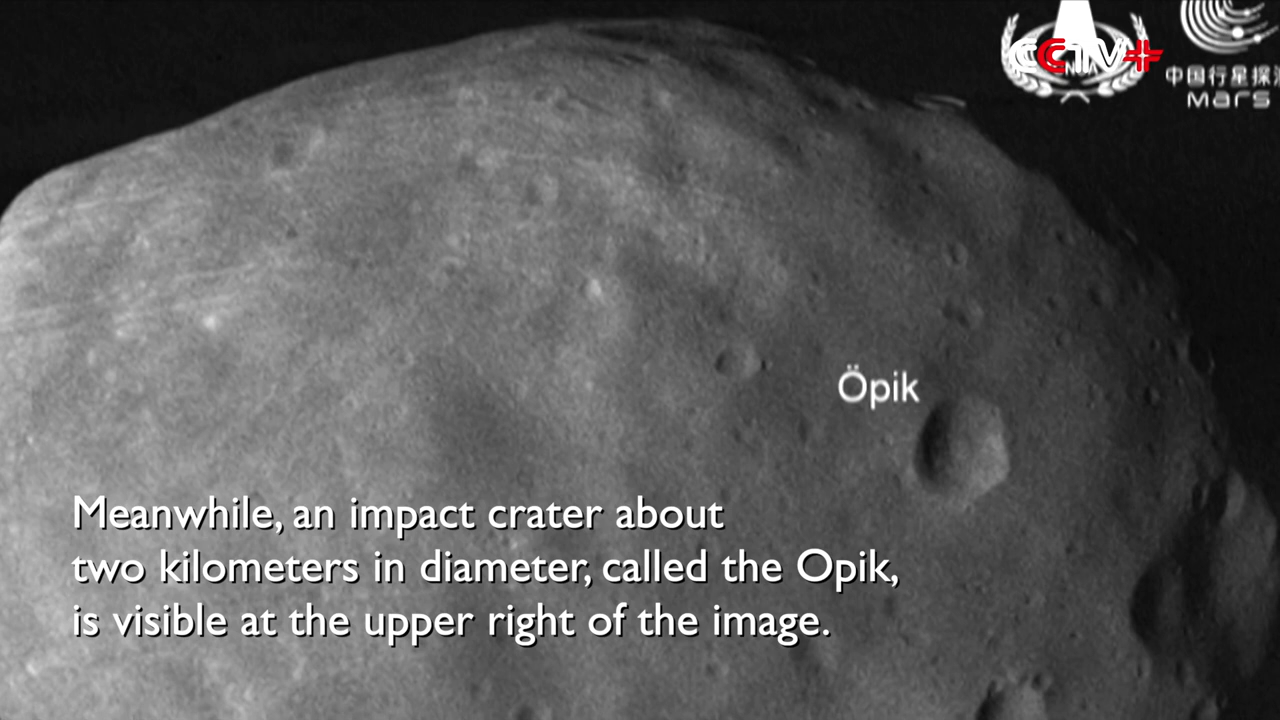 CCTV+
中国行星探测
Mars
Öpik
Meanwhile, an impact crater about
two kilometers in diameter, called the Opik,
is visible at the upper right of the image.